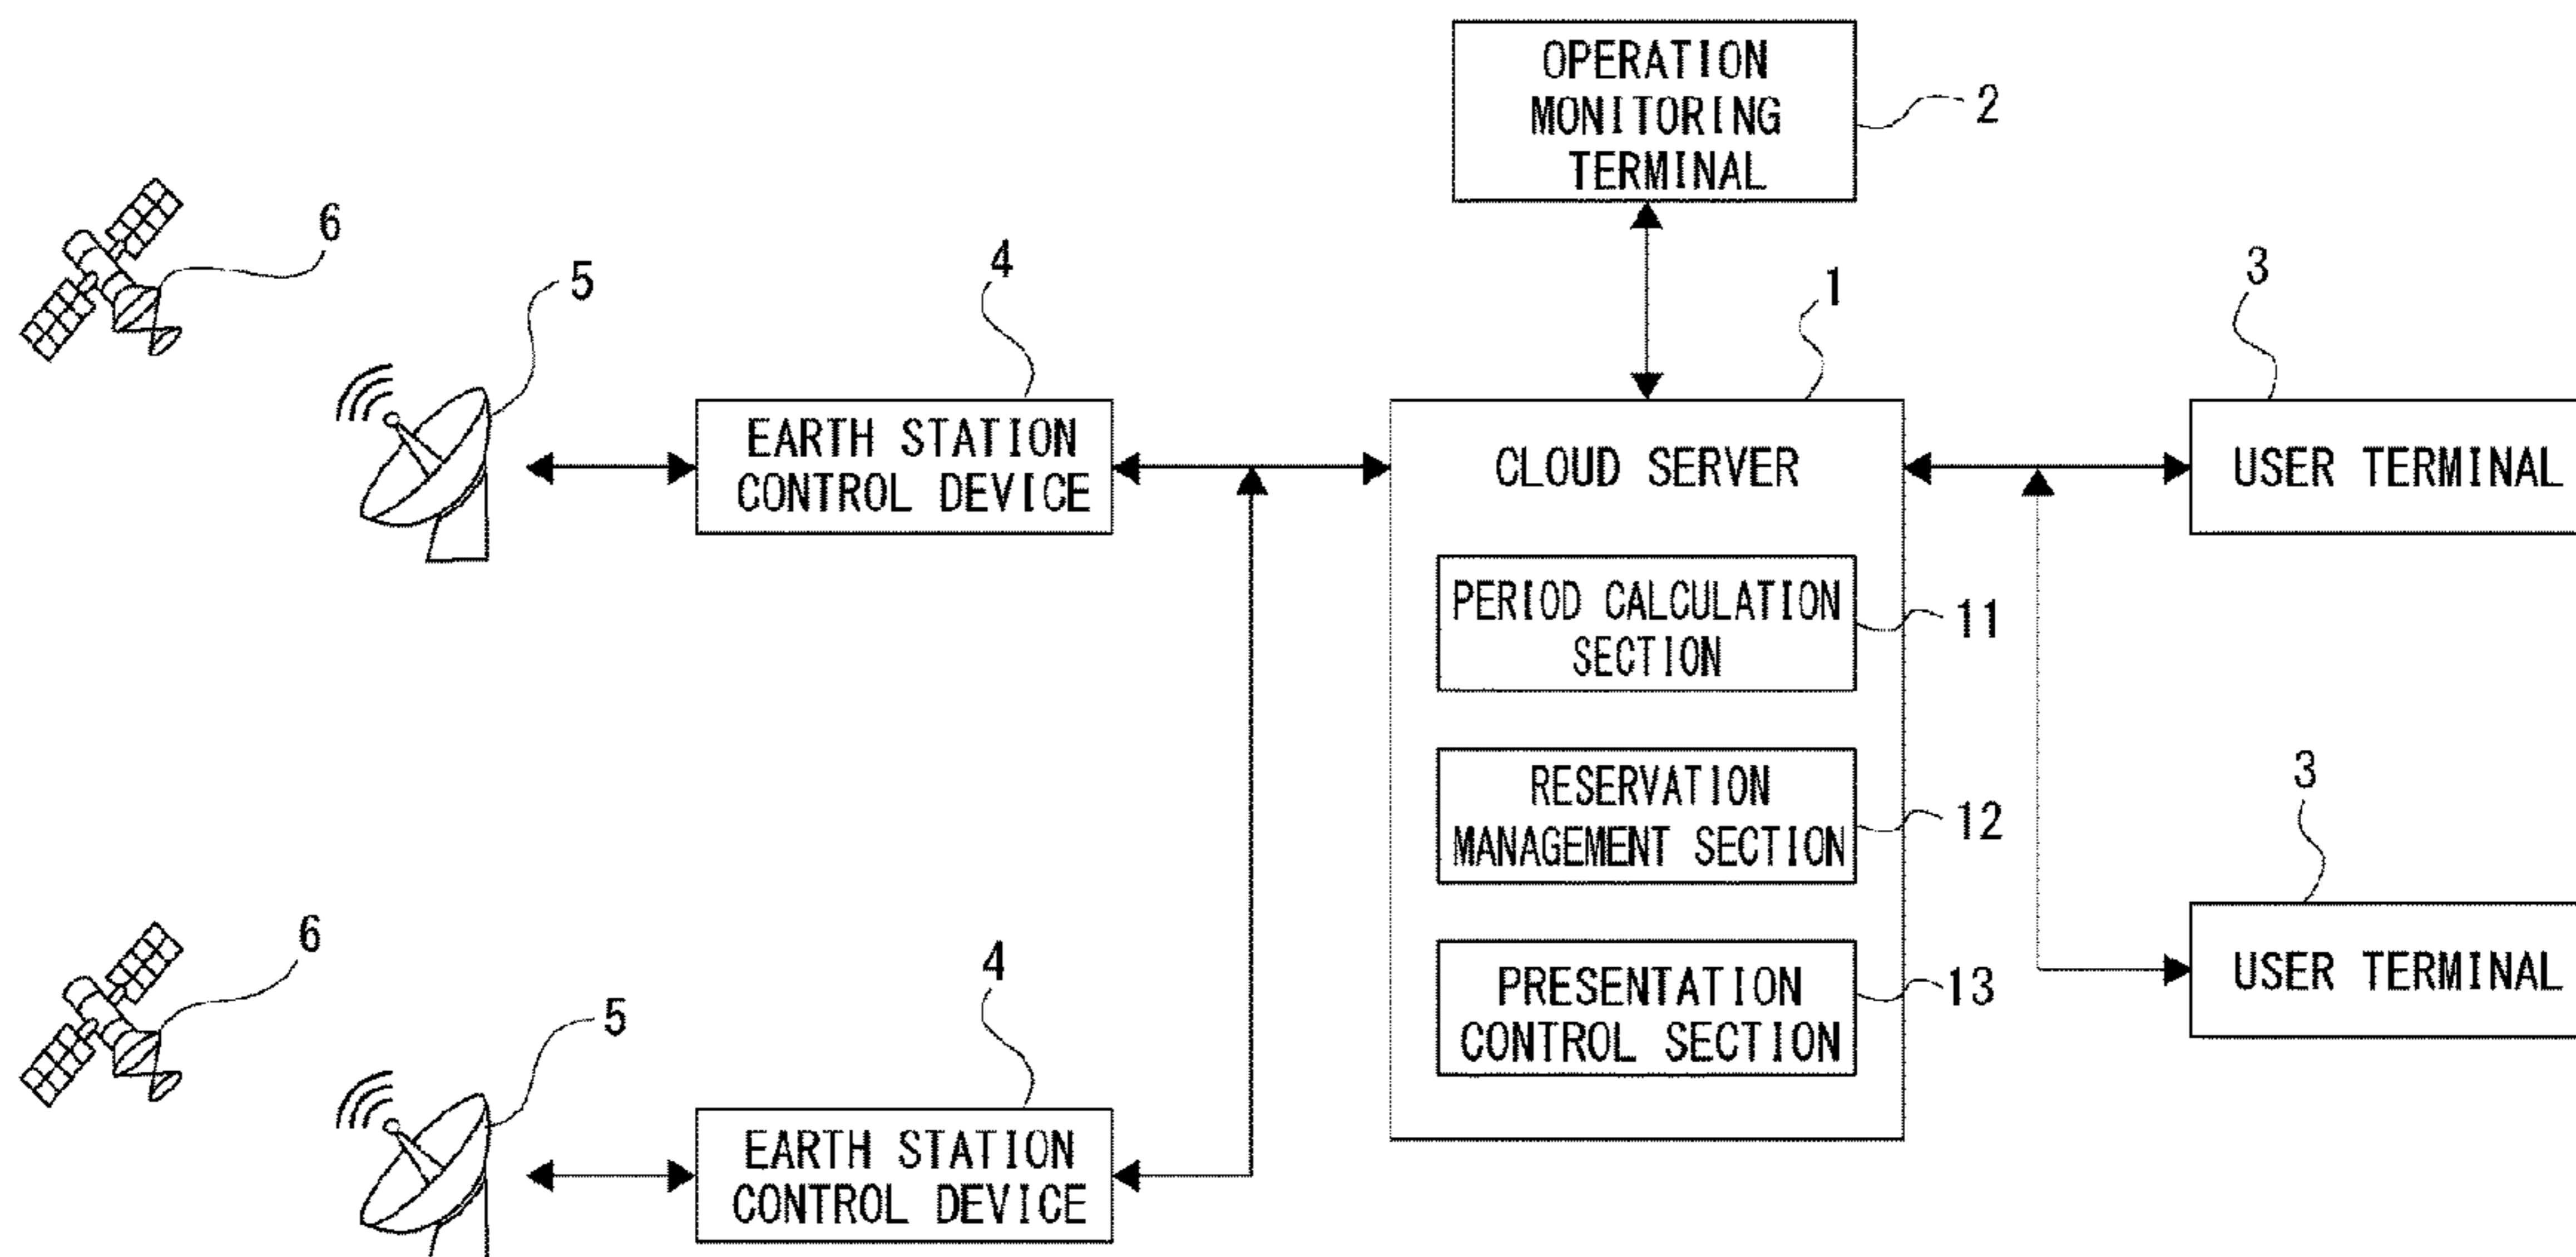 OPERATION
MONITORING
TERMINAL
2
6
5
4
1
3
EARTH STATION
CONTROL DEVICE
CLOUD SERVER
USER TERMINAL
PERIOD CALCULATION
SECTION
11
RESERVATION
MANAGEMENT SECTION
12
3
6
5
4
PRESENTATION
CONTROL SECTION
13
USER TERMINAL
EARTH STATION
CONTROL DEVICE